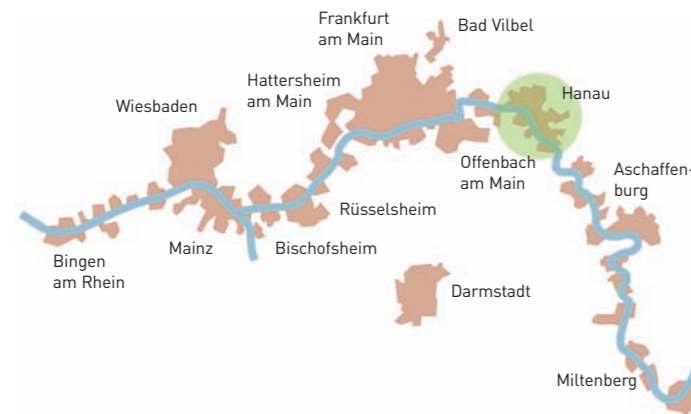 Frankfurt
am Main
Bad Vilbel
Hattersheim
am Main
Hanau
Wiesbaden
Offenbach
am Main
Aschaffen-
burg
Rüsselsheim
Mainz
Bischofsheim
Bingen
am Rhein
Darmstadt
Miltenberg